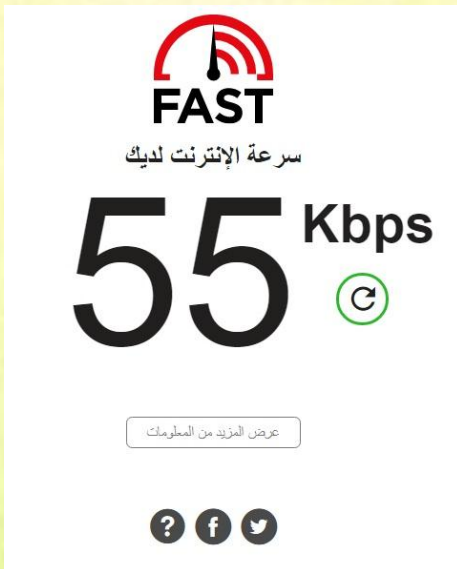 FAST
سرعة الإنترنت لديك
55 Kbps
عرض المزيد من المعلومات